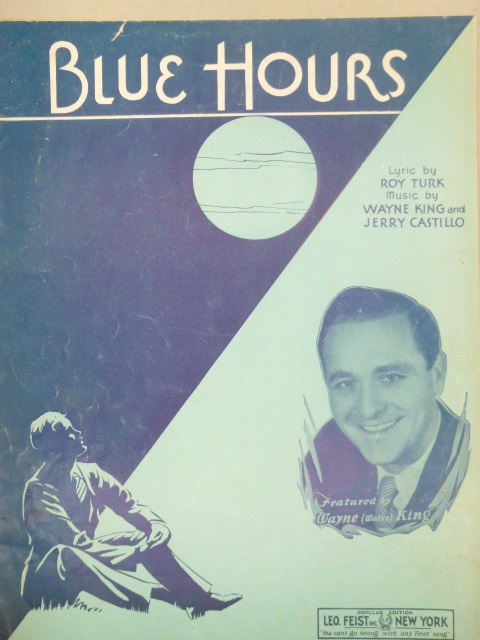 BLUE HOURS
Lyric by
ROY TURK
Music by
WAYNE KING and
JERRY CASTILLO
Featured by
Wayne (Waltz) King
POPULAR EDITION
LEO. FEIST INC. NEW YORK
You can't go wrong with any Feist song